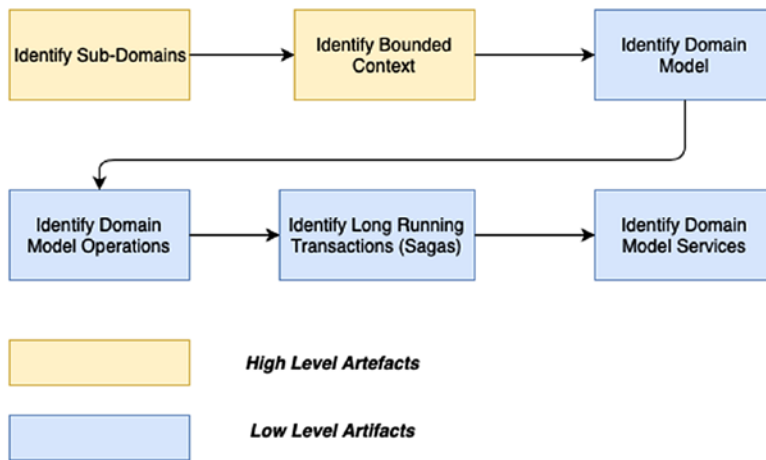 Identify Sub-Domains
Identify Bounded
Context
Identify Domain
Model
Identify Domain
Model Operations
Identify Long Running
Transactions (Sagas)
Identify Domain
Model Services
High Level Artefacts
Low Level Artifacts